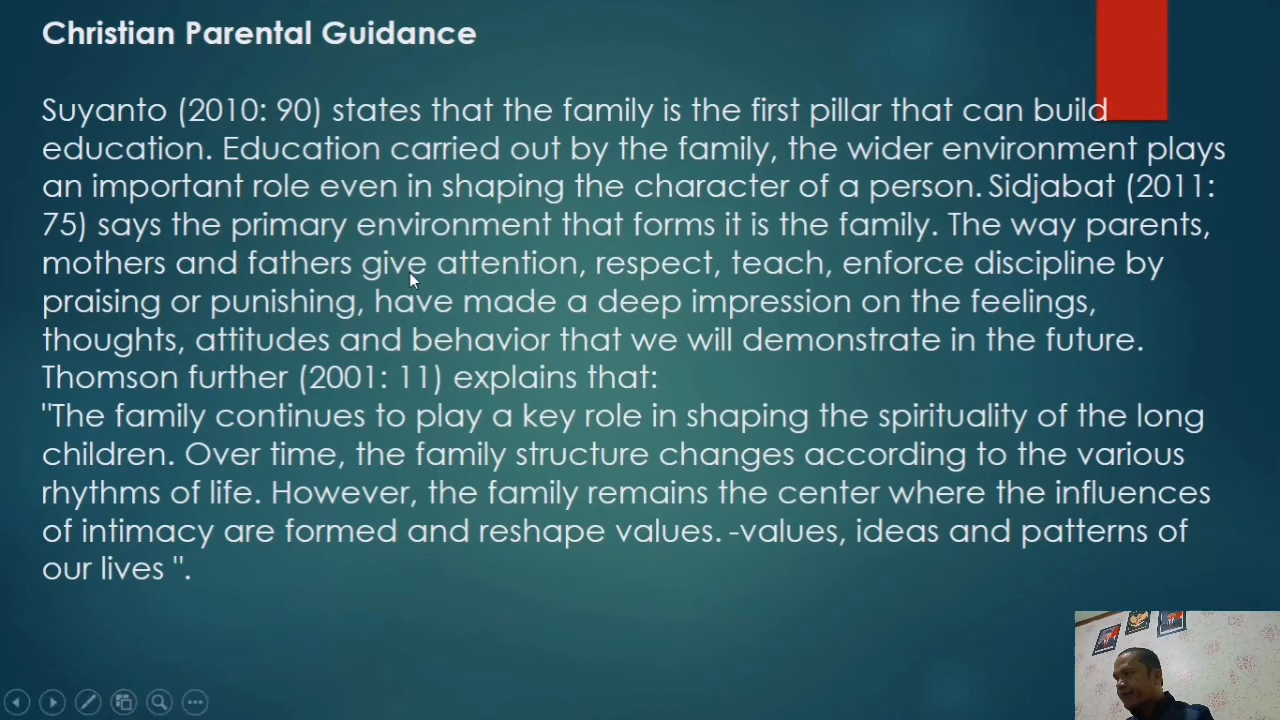 Christian Parental Guidance
Suyanto (2010: 90) states that the family is the first pillar that can build
education. Education carried out by the family, the wider environment plays
an important role even in shaping the character of a person. Sidjabat (2011:
75) says the primary environment that forms it is the family. The way parents,
mothers and fathers give attention, respect, teach, enforce discipline by
praising or punishing, have made a deep impression on the feelings,
thoughts, attitudes and behavior that we will demonstrate in the future.
Thomson further (2001: 11) explains that:
"The family continues to play a key role in shaping the spirituality of the long
children. Over time, the family structure changes according to the various
rhythms of life. However, the family remains the center where the influences
of intimacy are formed and reshape values. -values, ideas and patterns of
our lives ".